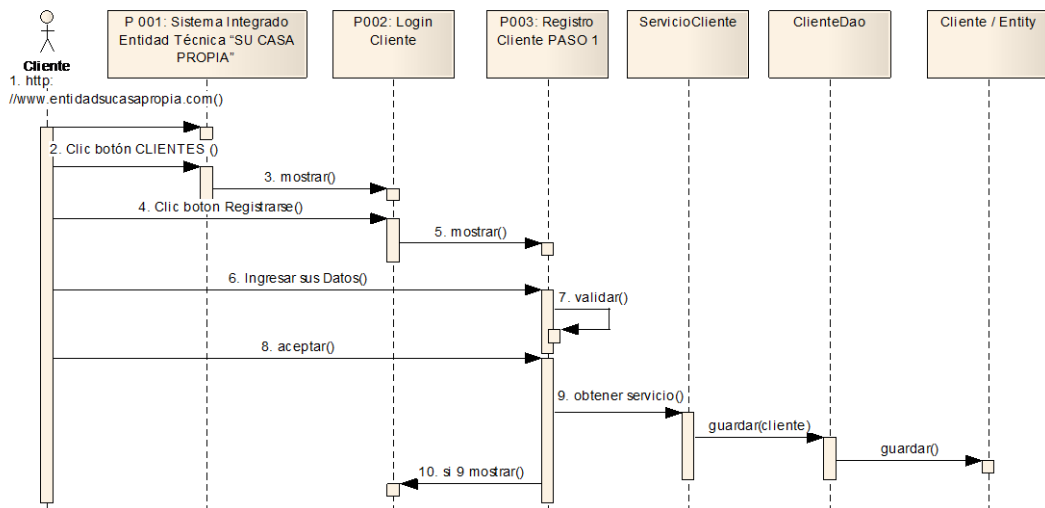 P 001: Sistema Integrado
Entidad Técnica “SU CASA
PROPIA”
P002: Login
Cliente
P003: Registro
Cliente PASO 1
ServicioCliente
ClienteDao
Cliente / Entity
Cliente
1. http:
//www.entidadsucasapropia.com()
2. Clic botón CLIENTES ()
3. mostrar()
4. Clic boton Registrarse()
5. mostrar()
6. Ingresar sus Datos()
7. validar()
8. aceptar()
9. obtener servicio()
guardar(cliente)
guardar()
10. si 9 mostrar()